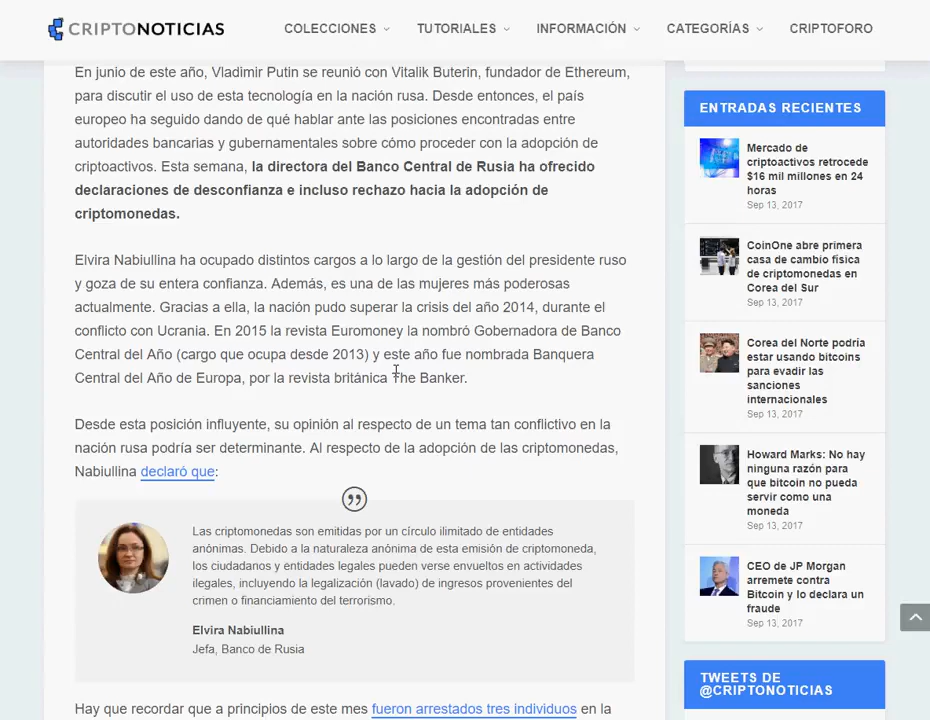 CRIPTONOTICIAS
COLECCIONES
TUTORIALES
INFORMACIÓN
CATEGORÍAS
CRIPTOFORO
En junio de este año, Vladimir Putin se reunió con Vitalik Buterin, fundador de Ethereum,
para discutir el uso de esta tecnología en la nación rusa. Desde entonces, el país
europeo ha seguido dando de qué hablar ante las posiciones encontradas entre
autoridades bancarias y gubernamentales sobre cómo proceder con la adopción de
criptoactivos. Esta semana, la directora del Banco Central de Rusia ha ofrecido
declaraciones de desconfianza e incluso rechazo hacia la adopción de
criptomonedas.
Elvira Nabiullina ha ocupado distintos cargos a lo largo de la gestión del presidente ruso
y goza de su entera confianza. Además, es una de las mujeres más poderosas
actualmente. Gracias a ella, la nación pudo superar la crisis del año 2014, durante el
conflicto con Ucrania. En 2015 la revista Euromoney la nombró Gobernadora de Banco
Central del Año (cargo que ocupa desde 2013) y este año fue nombrada Banquera
Central del Año de Europa, por la revista británica The Banker.
Desde esta posición influyente, su opinión al respecto de un tema tan conflictivo en la
nación rusa podría ser determinante. Al respecto de la adopción de las criptomonedas,
Nabiullina declaró que:
Las criptomonedas son emitidas por un círculo ilimitado de entidades
anónimas. Debido a la naturaleza anónima de esta emisión de criptomoneda,
los ciudadanos y entidades legales pueden verse envueltos en actividades
ilegales, incluyendo la legalización (lavado) de ingresos provenientes del
crimen o financiamiento del terrorismo.
Elvira Nabiullina
Jefa, Banco de Rusia
Hay que recordar que a principios de este mes fueron arrestados tres individuos en la
ENTRADAS RECIENTES
Mercado de
criptoactivos retrocede
$16 mil millones en 24
horas
Sep 13, 2017
CoinOne abre primera
casa de cambio física
de criptomonedas en
Corea del Sur
Sep 13, 2017
Corea del Norte podría
estar usando bitcoins
para evadir las
sanciones
internacionales
Sep 13, 2017
Howard Marks: No hay
ninguna razón para
que bitcoin no pueda
servir como una
moneda
Sep 13, 2017
CEO de JP Morgan
arremete contra
Bitcoin y lo declara un
fraude
Sep 13, 2017
TWEETS DE
@CRIPTONOTICIAS